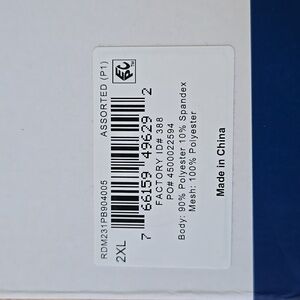 RDM231PB904005 ASSORTED (P1)
EPC
2XL
7 66159 49629 2
FACTORY ID# 388
PO# 4500022594
Body: 90% Polyester 10% Spandex
Mesh: 100% Polyester
Made in China